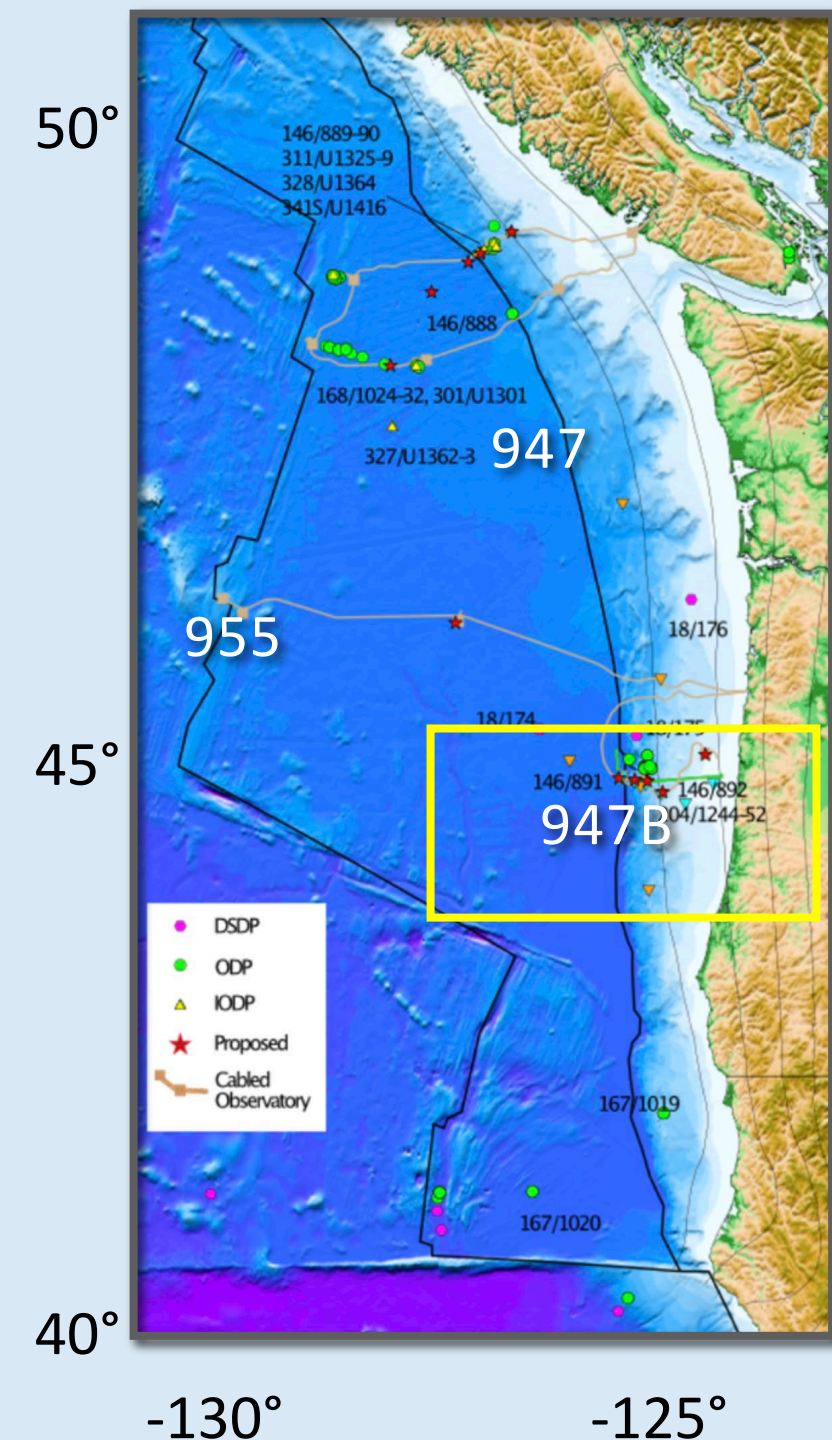 50°
146/889-90
311/U1325-9
328/U1364
341S/U1416
146/888
168/1024-32, 301/U1301
327/U1362-3
947
955
18/176
18/174
18/175
45°
146/891
146/892
947B
04/1244-52
DSDP
ODP
IODP
Proposed
Cabled
Observatory
167/1019
167/1020
40°
-130°
-125°